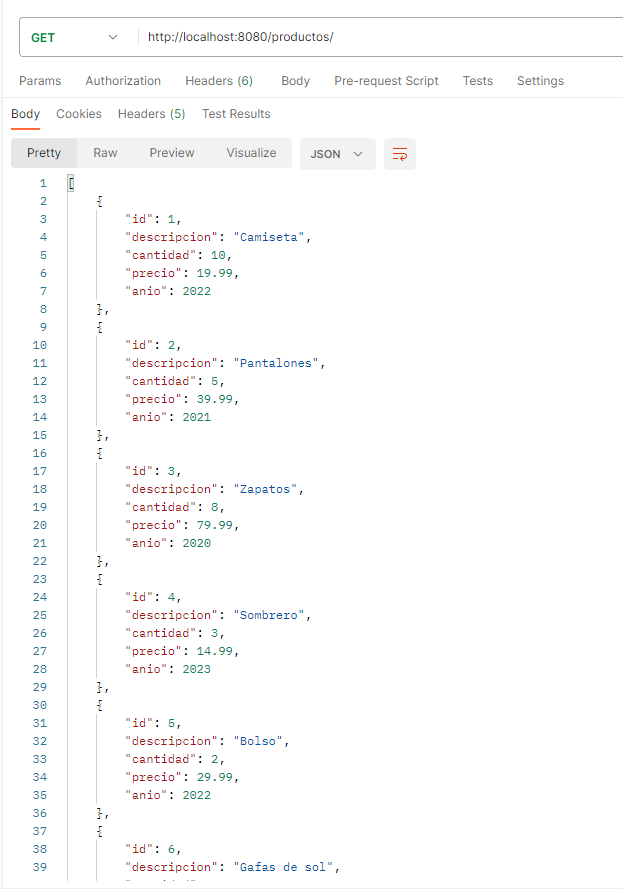 GET http://localhost:8080/productos/
Params Authorization Headers (6) Body Pre-request Script Tests Settings
Body Cookies Headers (5) Test Results
Pretty Raw Preview Visualize JSON
1 [
2 {
3 "id": 1,
4 "descripcion": "Camiseta",
5 "cantidad": 10,
6 "precio": 19.99,
7 "anio": 2022
8 },
9 {
10 "id": 2,
11 "descripcion": "Pantalones",
12 "cantidad": 5,
13 "precio": 39.99,
14 "anio": 2021
15 },
16 {
17 "id": 3,
18 "descripcion": "Zapatos",
19 "cantidad": 8,
20 "precio": 79.99,
21 "anio": 2020
22 },
23 {
24 "id": 4,
25 "descripcion": "Sombrero",
26 "cantidad": 3,
27 "precio": 14.99,
28 "anio": 2023
29 },
30 {
31 "id": 5,
32 "descripcion": "Bolso",
33 "cantidad": 2,
34 "precio": 29.99,
35 "anio": 2022
36 },
37 {
38 "id": 6,
39 "descripcion": "Gafas de sol",